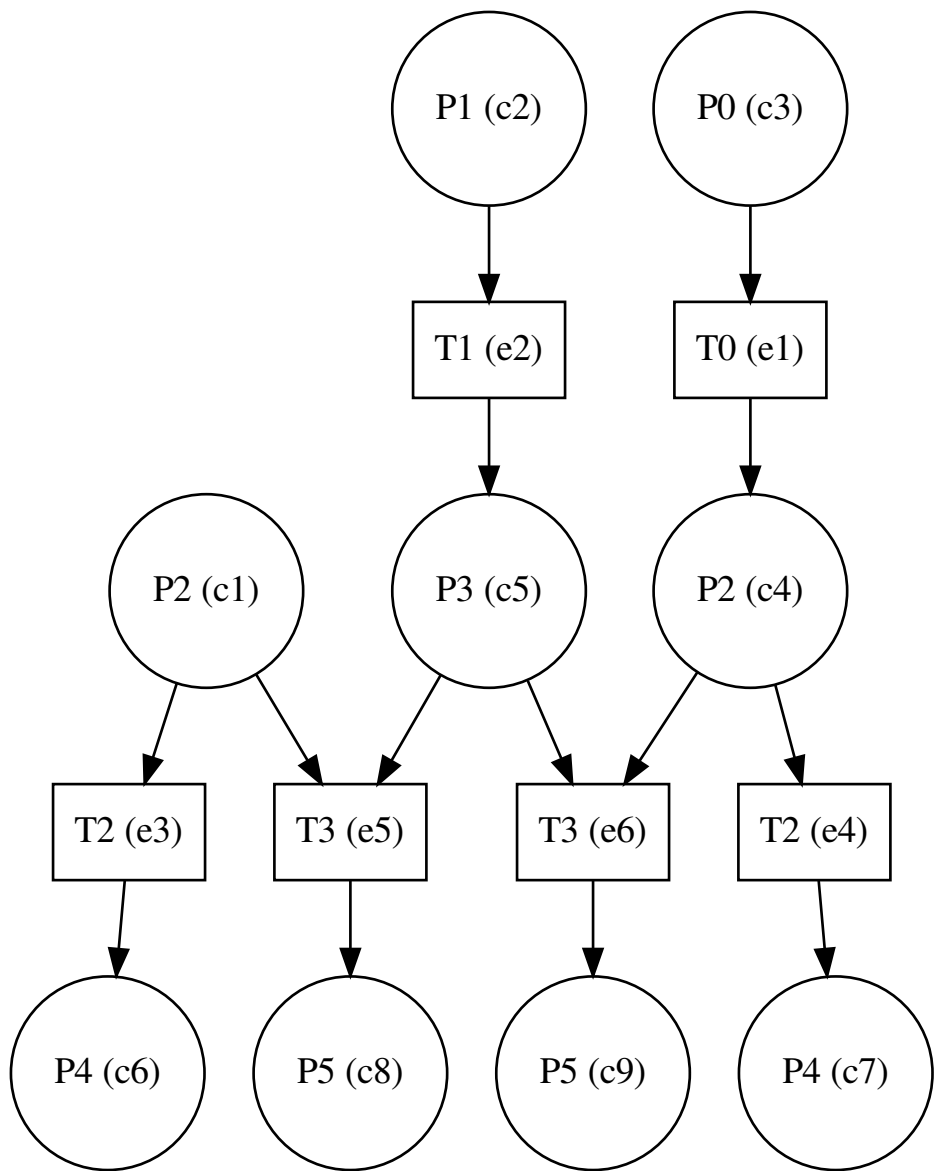 P1 (c2)
P0 (c3)
T1 (e2)
T0 (e1)
P2 (c1)
P3 (c5)
P2 (c4)
T2 (e3)
T3 (e5)
T3 (e6)
T2 (e4)
P4 (c6)
P5 (c8)
P5 (c9)
P4 (c7)